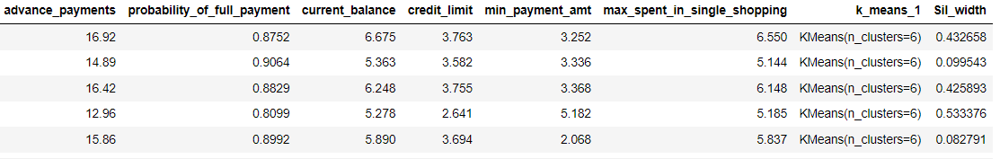 advance_payments probability_of_full_payment current_balance credit_limit min_payment_amt max_spent_in_single_shopping k_means_1 Sil_width
16.92 0.8752 6.675 3.763 3.252 6.550 KMeans(n_clusters=6) 0.432658
14.89 0.9064 5.363 3.582 3.336 5.144 KMeans(n_clusters=6) 0.099543
16.42 0.8829 6.248 3.755 3.368 6.148 KMeans(n_clusters=6) 0.425893
12.96 0.8099 5.278 2.641 5.182 5.185 KMeans(n_clusters=6) 0.533376
15.86 0.8992 5.890 3.694 2.068 5.837 KMeans(n_clusters=6) 0.082791